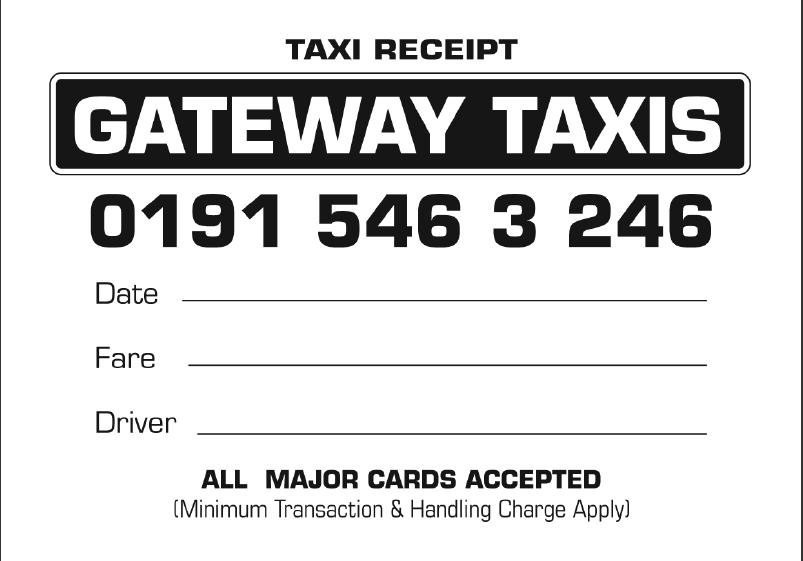 TAXI RECEIPT
GATEWAY TAXIS
0191 546 3 246
Date
Fare
Driver
ALL MAJOR CARDS ACCEPTED
(Minimum Transaction & Handling Charge Apply)